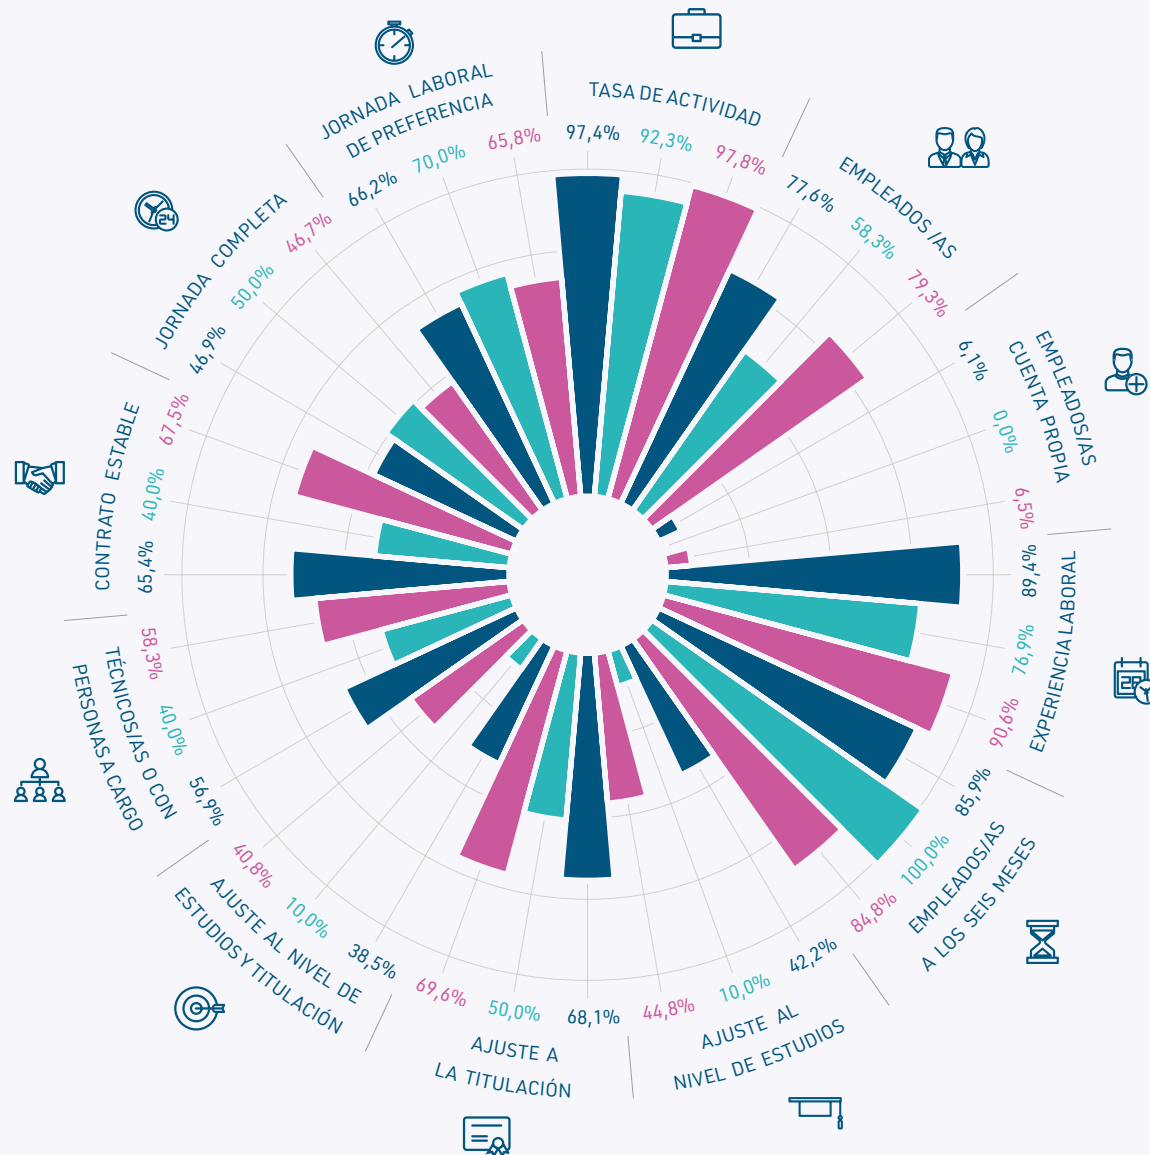 TASA DE ACTIVIDAD
97,4%
92,3%
97,8%
EMPLEADOS /AS
77,6%
58,3%
79,3%
EMPLEADOS/AS
CUENTA PROPIA
6,1%
0,0%
6,5%
EXPERIENCIA LABORAL
89,4%
76,9%
90,6%
EMPLEADOS/AS
A LOS SEIS MESES
85,9%
100,0%
84,8%
AJUSTE AL
NIVEL DE ESTUDIOS
42,2%
10,0%
44,8%
AJUSTE A
LA TITULACIÓN
68,1%
50,0%
69,6%
AJUSTE AL NIVEL DE
ESTUDIOS Y TITULACIÓN
38,5%
10,0%
40,8%
TÉCNICOS/AS O CON
PERSONAS A CARGO
56,9%
40,0%
58,3%
CONTRATO ESTABLE
65,4%
40,0%
67,5%
JORNADA COMPLETA
46,9%
50,0%
46,7%
24
JORNADA LABORAL
DE PREFERENCIA
66,2%
70,0%
65,8%